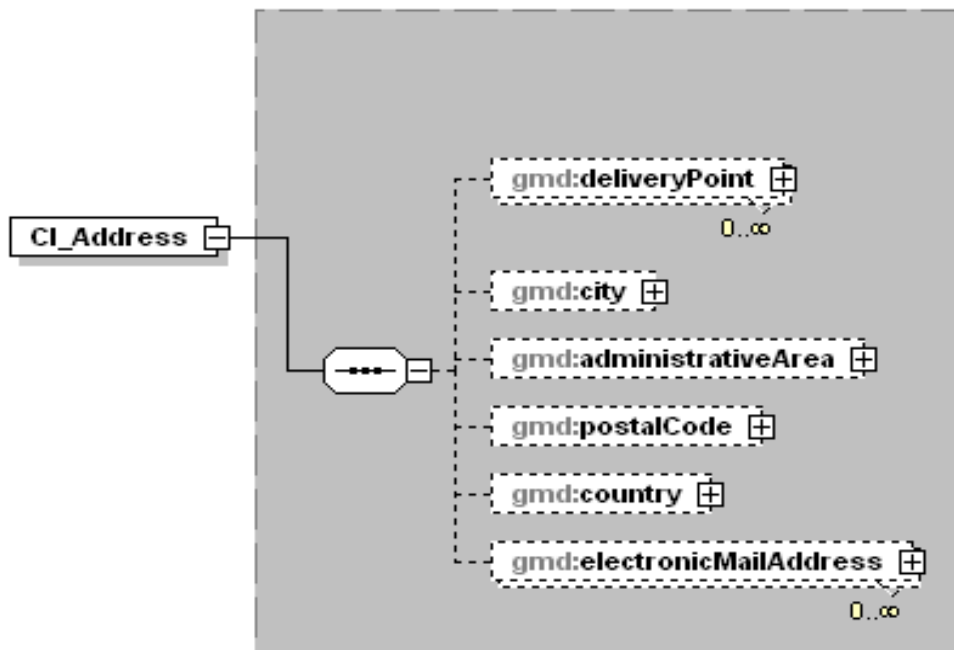 gmd:deliveryPoint
0..∞
CI_Address
gmd:city
gmd:administrativeArea
gmd:postalCode
gmd:country
gmd:electronicMailAddress
0..∞